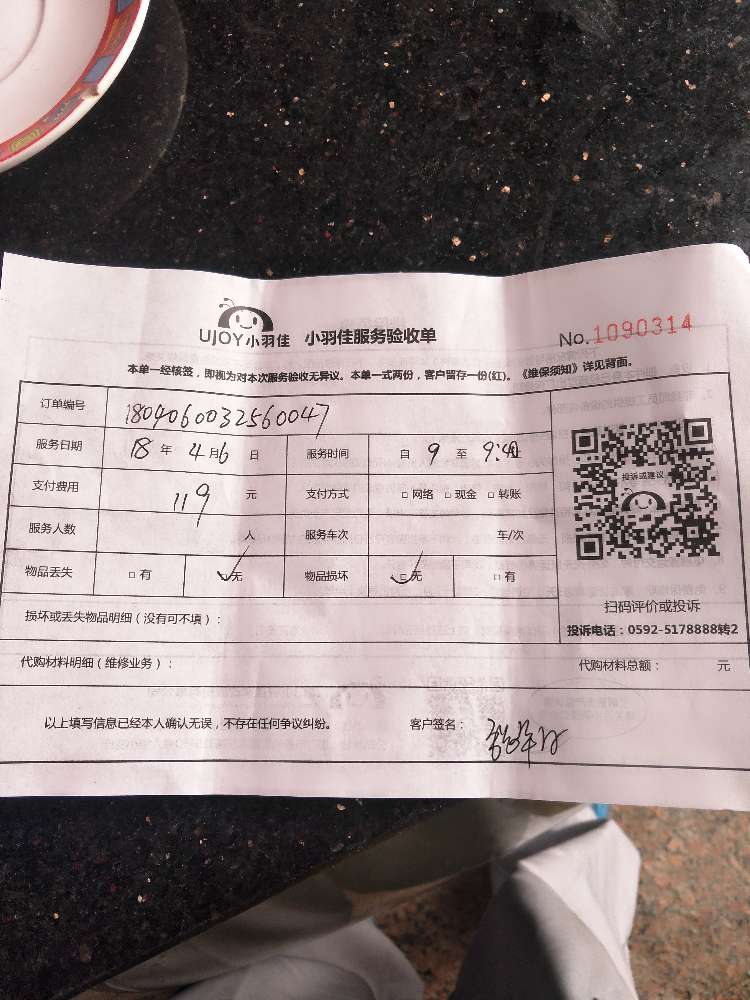 UJOY小羽佳 小羽佳服务验收单 No.1090314
本单一经核签，即视为对本次服务验收无异议。本单一式两份，客户留存一份(红)。《维保须知》详见背面。
订单编号 1804060032560047
服务日期 18 年 4 月 6 日 服务时间 自 9 至 9:40 止
支付费用 119 元 支付方式 □ 网络 □ 现金 □ 转账
服务人数 人 服务车次 车/次
物品丢失 □ 有 ☑ 无 物品损坏 ☑ 无 □ 有
投诉或建议
扫码评价或投诉
投诉电话：0592-5178888转2
损坏或丢失物品明细（没有可不填）：
代购材料明细（维修业务）： 代购材料总额： 元
以上填写信息已经本人确认无误，不存在任何争议纠纷。 客户签名：